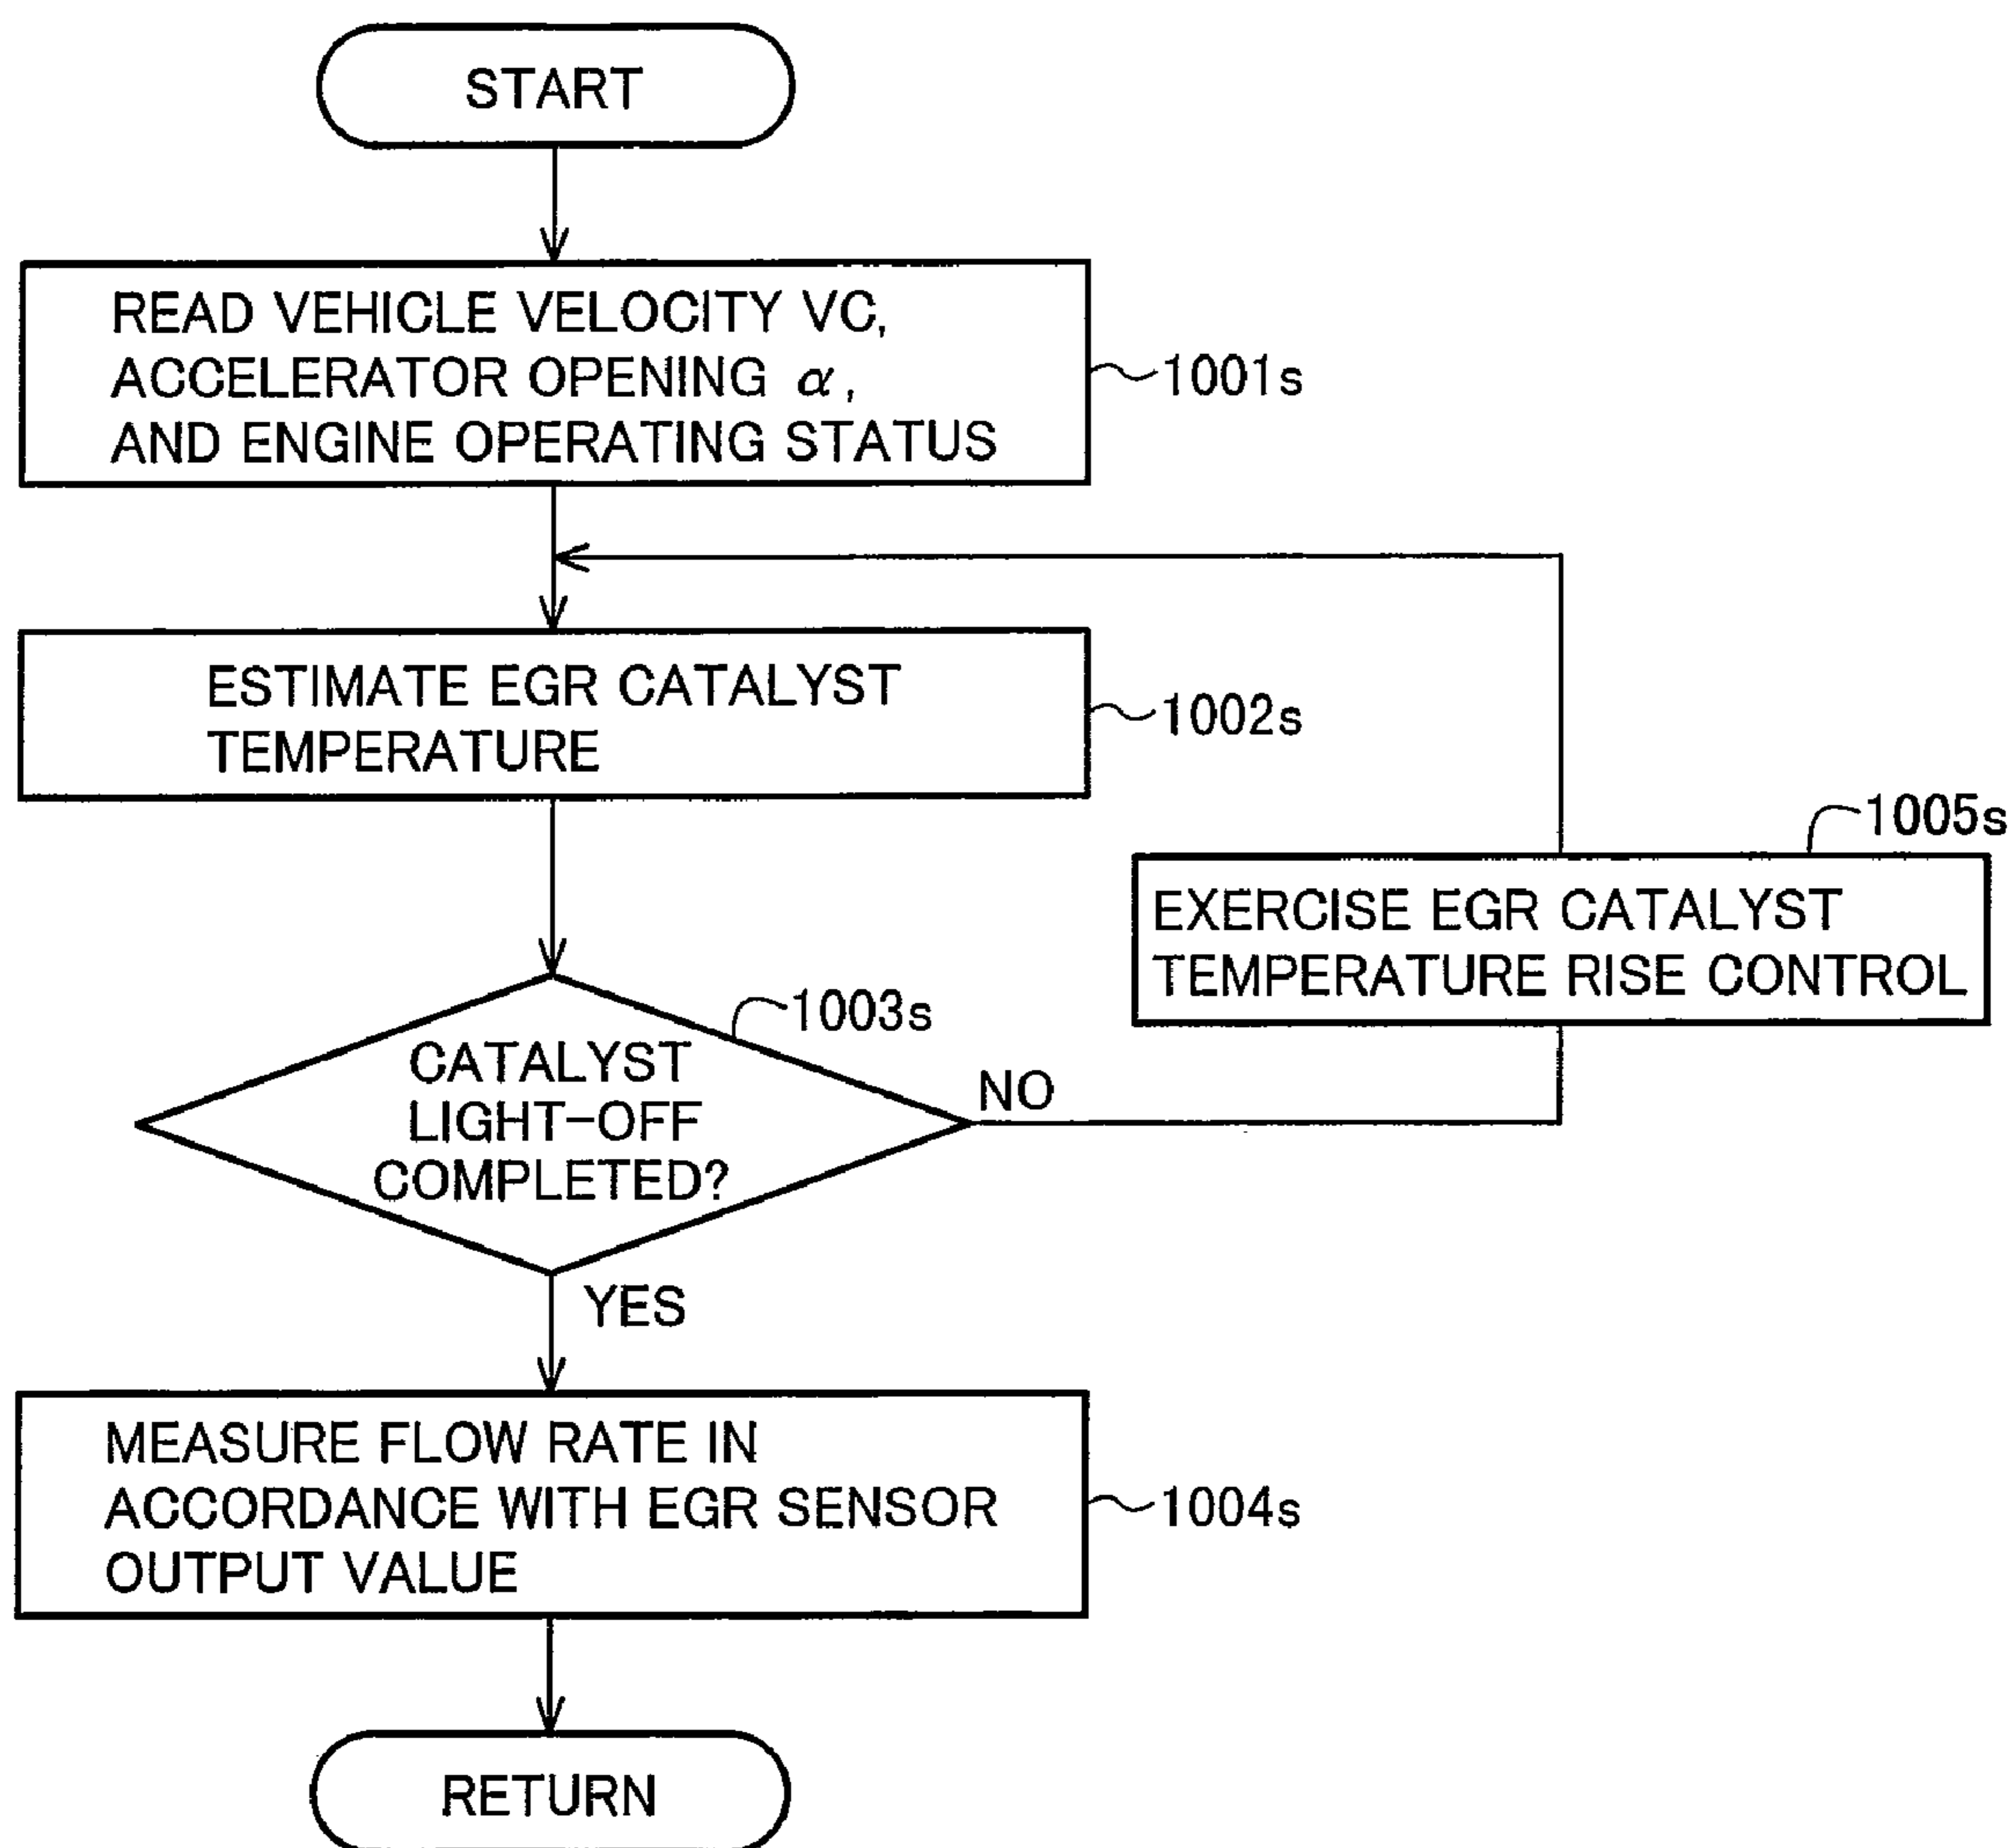 START
READ VEHICLE VELOCITY VC,
ACCELERATOR OPENING α,
AND ENGINE OPERATING STATUS
1001s
ESTIMATE EGR CATALYST
TEMPERATURE
1002s
1005s
EXERCISE EGR CATALYST
TEMPERATURE RISE CONTROL
1003s
CATALYST
LIGHT-OFF
COMPLETED?
NO
YES
MEASURE FLOW RATE IN
ACCORDANCE WITH EGR SENSOR
OUTPUT VALUE
1004s
RETURN